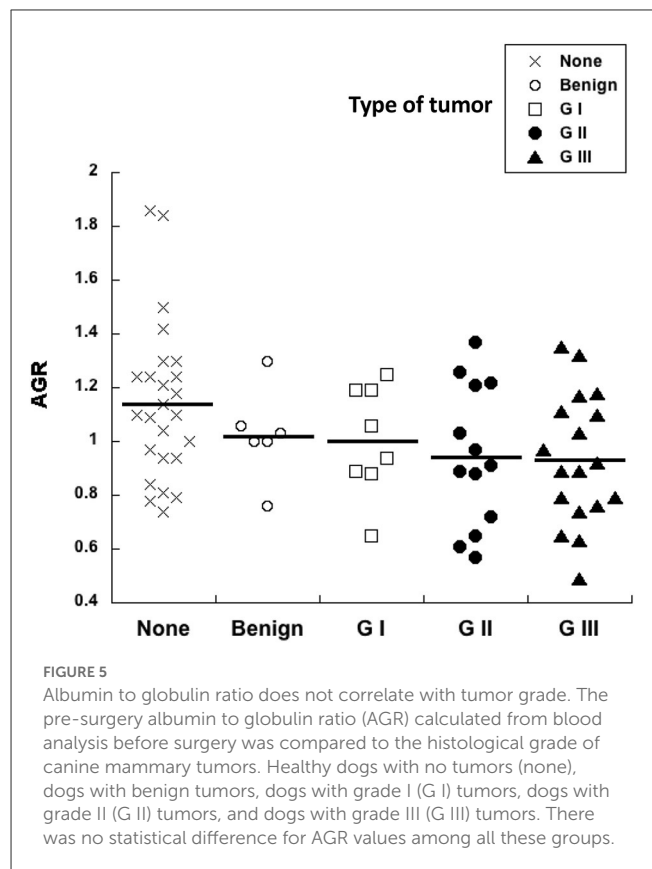 None
Benign
Type of tumor
G I
G II
G III
2
1.8
1.6
1.4
1.2
1
0.8
0.6
0.4
AGR
None Benign G I G II G III
FIGURE 5
Albumin to globulin ratio does not correlate with tumor grade. The
pre-surgery albumin to globulin ratio (AGR) calculated from blood
analysis before surgery was compared to the histological grade of
canine mammary tumors. Healthy dogs with no tumors (none),
dogs with benign tumors, dogs with grade I (G I) tumors, dogs with
grade II (G II) tumors, and dogs with grade III (G III) tumors. There
was no statistical difference for AGR values among all these groups.